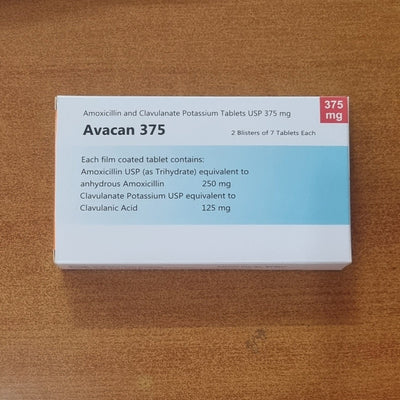 375
mg
Amoxicillin and Clavulanate Potassium Tablets USP 375 mg
Avacan 375
2 Blisters of 7 Tablets Each
Each film coated tablet contains:
Amoxicillin USP (as Trihydrate) equivalent to
anhydrous Amoxicillin 250 mg
Clavulanate Potassium USP equivalent to
Clavulanic Acid 125 mg